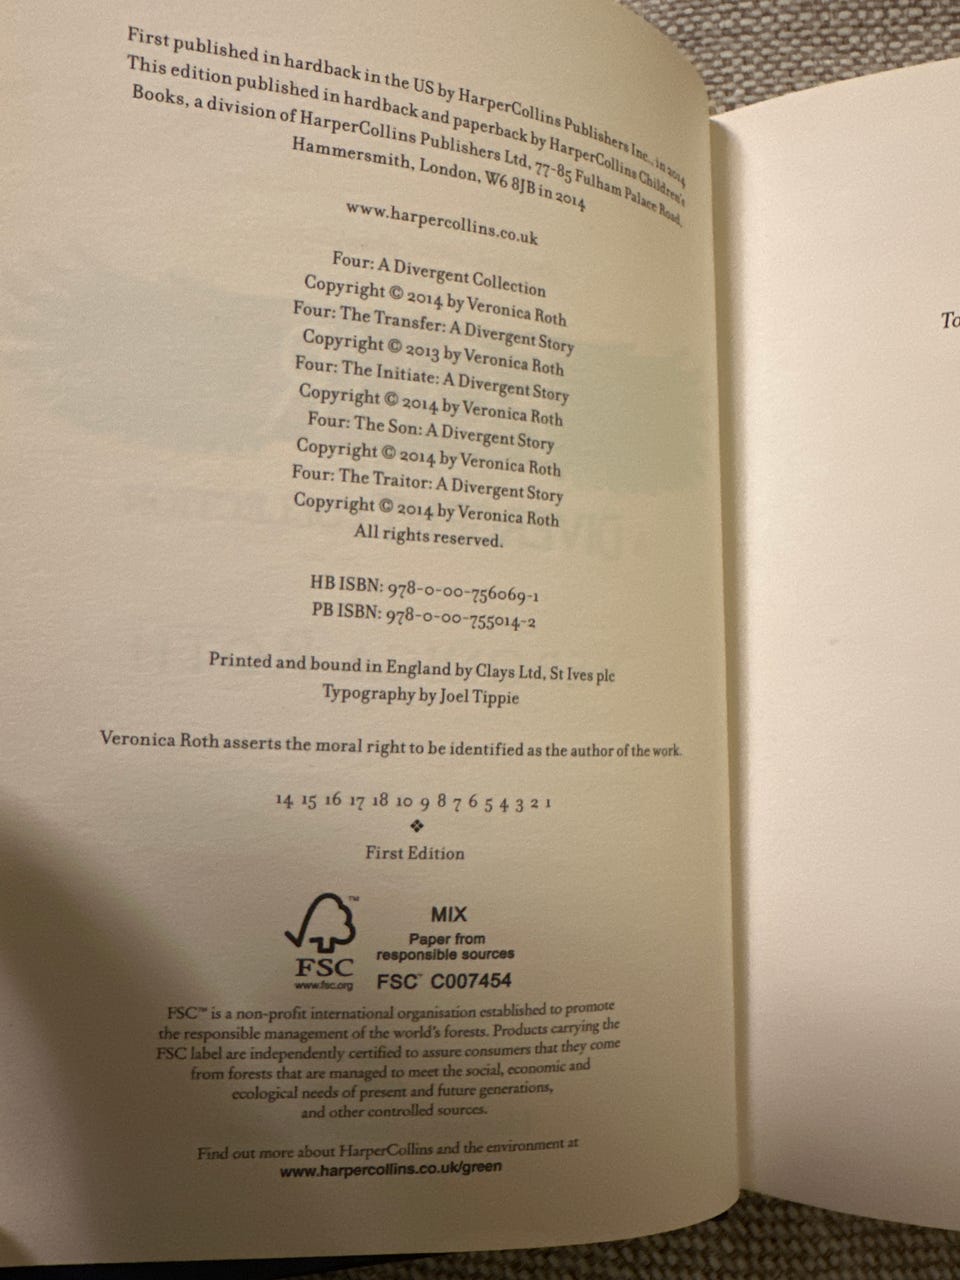 First published in hardback in the US by HarperCollins Publishers Inc., in 2014
This edition published in hardback and paperback by HarperCollins Children's
Books, a division of HarperCollins Publishers Ltd, 77-85 Fulham Palace Road,
Hammersmith, London, W6 8JB in 2014
www.harpercollins.co.uk
Four: A Divergent Collection
Copyright © 2014 by Veronica Roth
Four: The Transfer: A Divergent Story
Copyright © 2013 by Veronica Roth
Four: The Initiate: A Divergent Story
Copyright © 2014 by Veronica Roth
Four: The Son: A Divergent Story
Copyright © 2014 by Veronica Roth
Four: The Traitor: A Divergent Story
Copyright © 2014 by Veronica Roth
All rights reserved.
HB ISBN: 978-0-00-756069-1
PB ISBN: 978-0-00-755014-2
Printed and bound in England by Clays Ltd, St Ives plc
Typography by Joel Tippie
Veronica Roth asserts the moral right to be identified as the author of the work.
14 15 16 17 18 10 9 8 7 6 5 4 3 2 1
❖
First Edition
FSC
www.fsc.org
MIX
Paper from
responsible sources
FSC™ C007454
FSC™ is a non-profit international organisation established to promote
the responsible management of the world's forests. Products carrying the
FSC label are independently certified to assure consumers that they come
from forests that are managed to meet the social, economic and
ecological needs of present and future generations,
and other controlled sources.
Find out more about HarperCollins and the environment at
www.harpercollins.co.uk/green
To